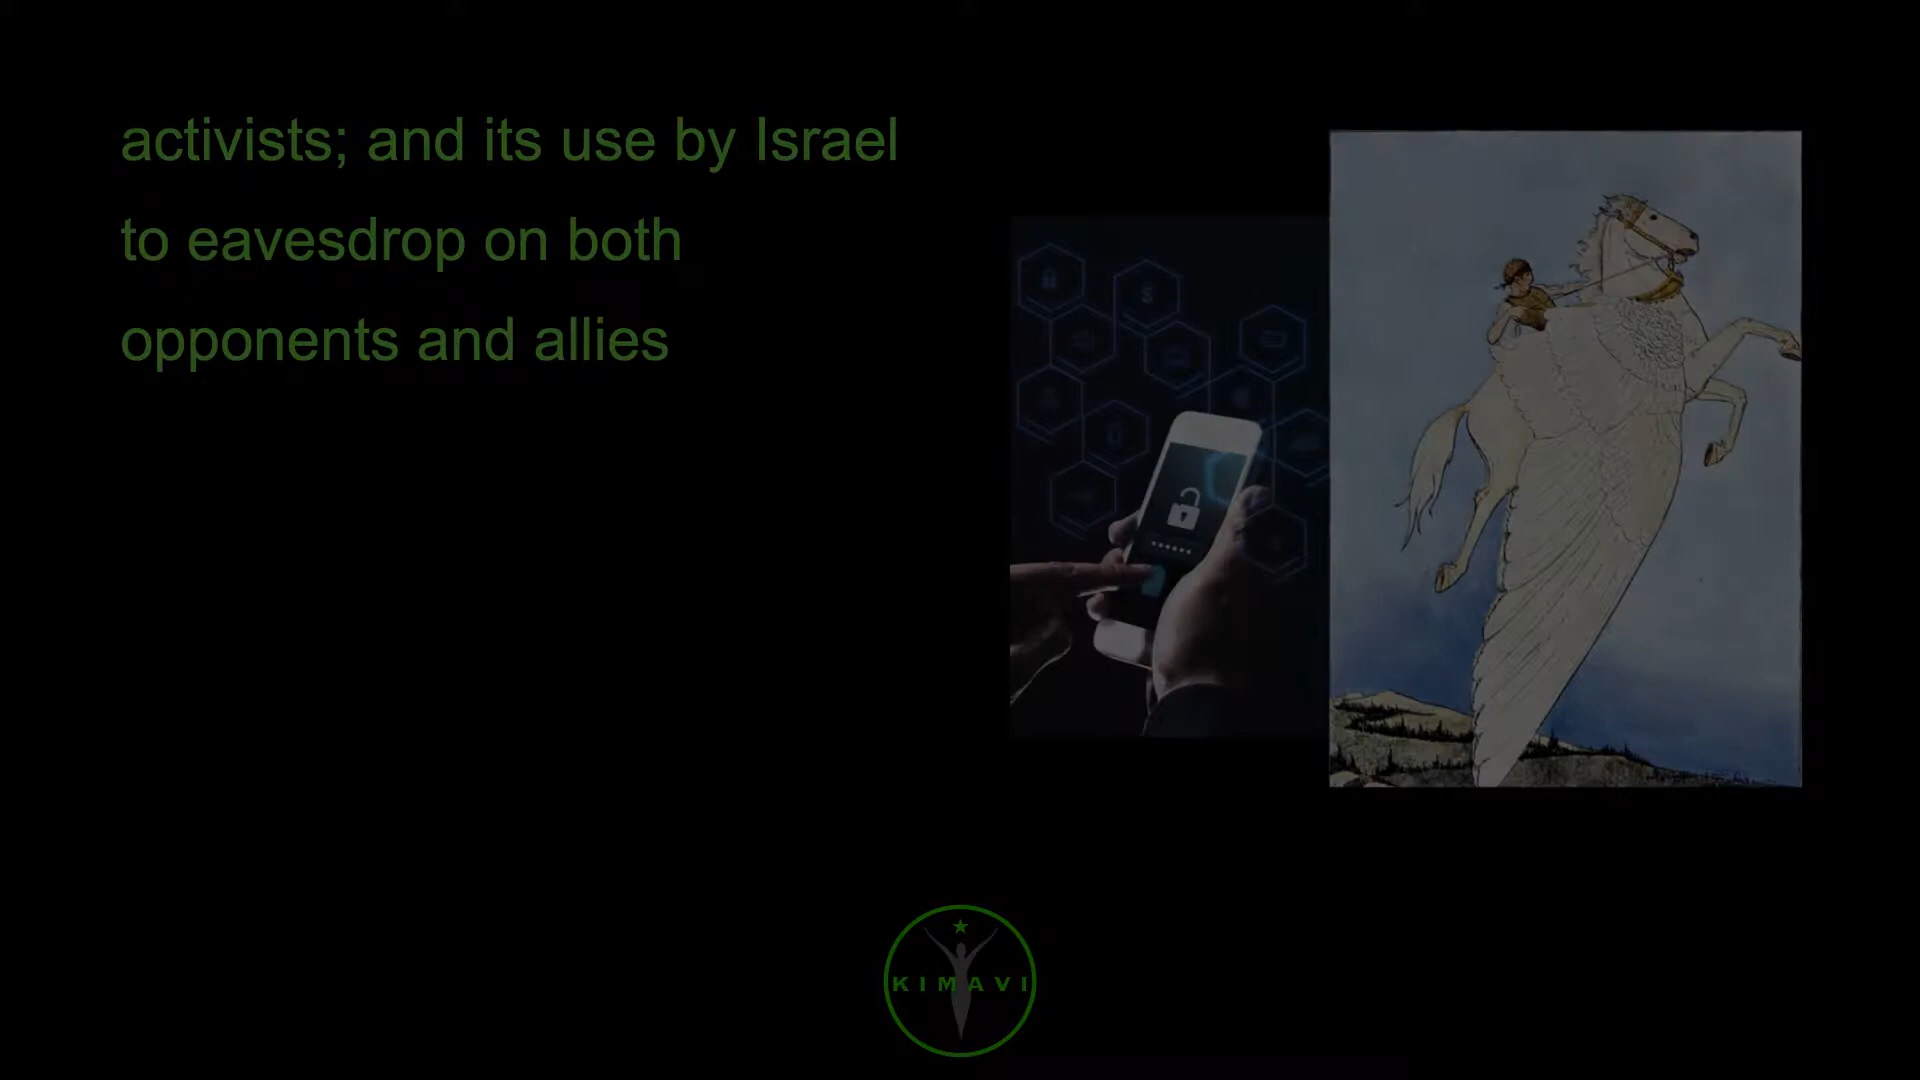 activists; and its use by Israel
to eavesdrop on both
opponents and allies
KIMAVI